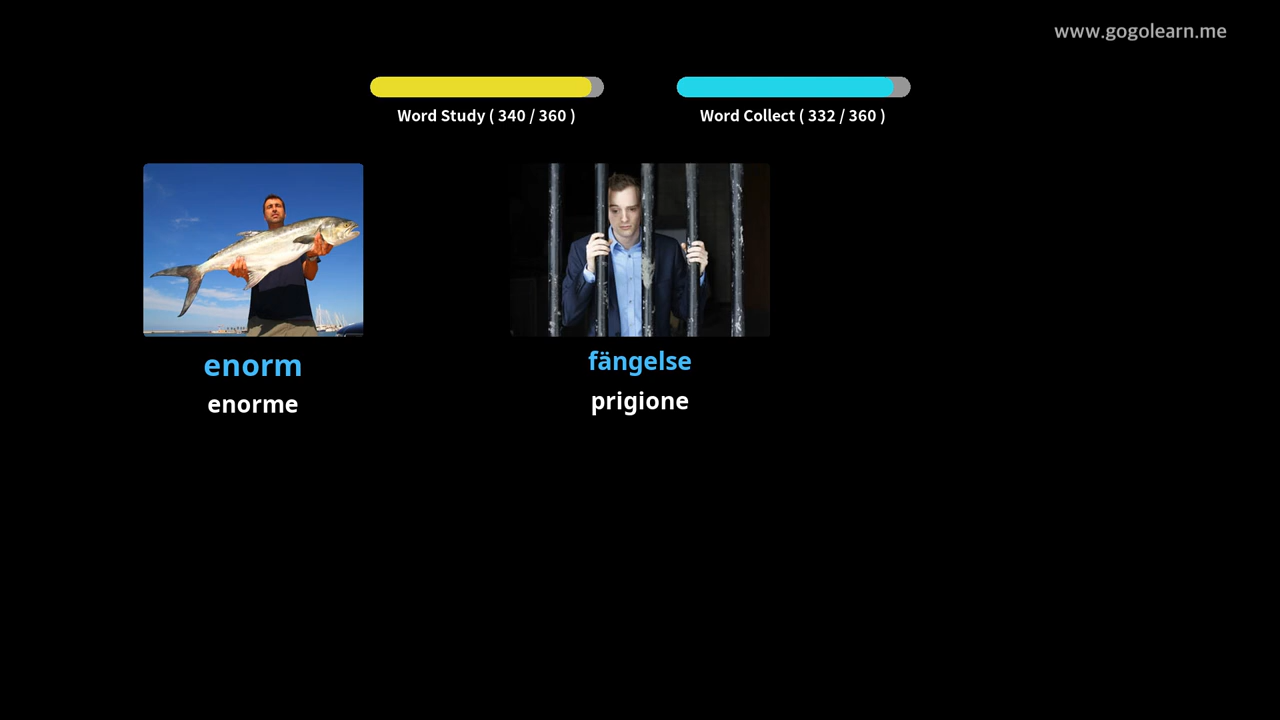 www.gogolearn.me
Word Study ( 340 / 360 )
Word Collect ( 332 / 360 )
enorm
enorme
fängelse
prigione